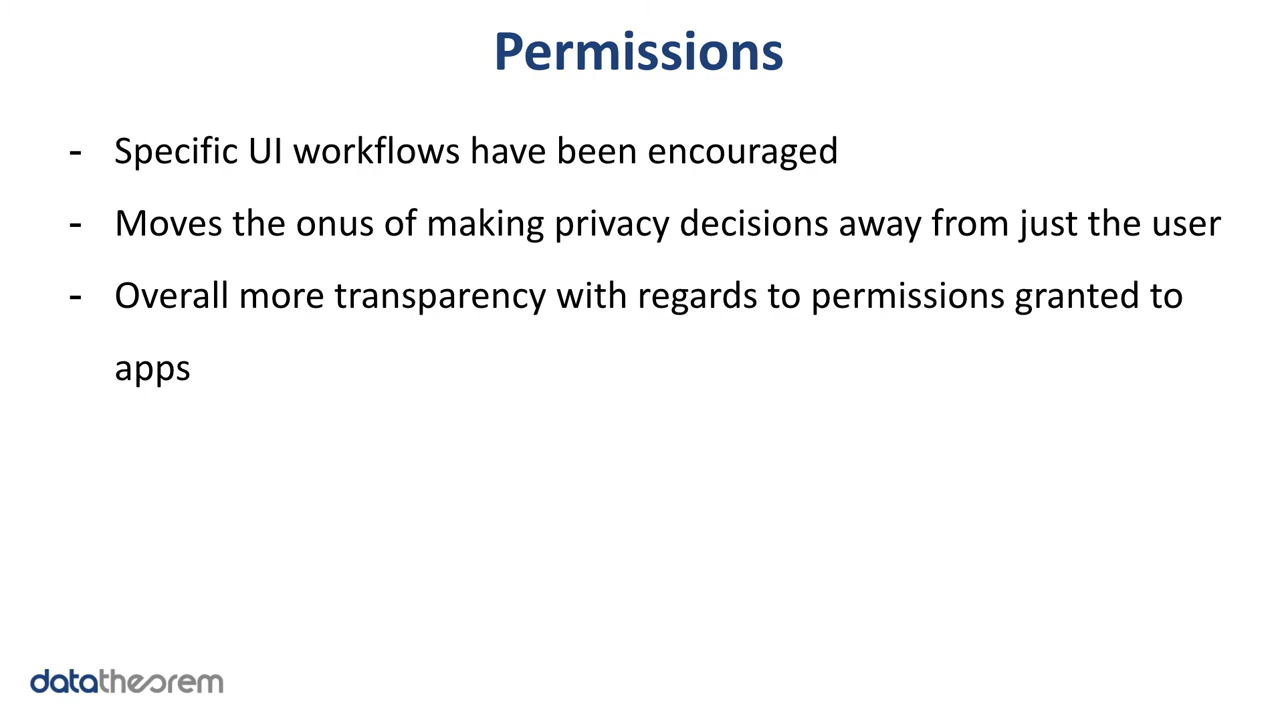 Permissions
- Specific UI workflows have been encouraged
- Moves the onus of making privacy decisions away from just the user
- Overall more transparency with regards to permissions granted to
apps
datatheorem